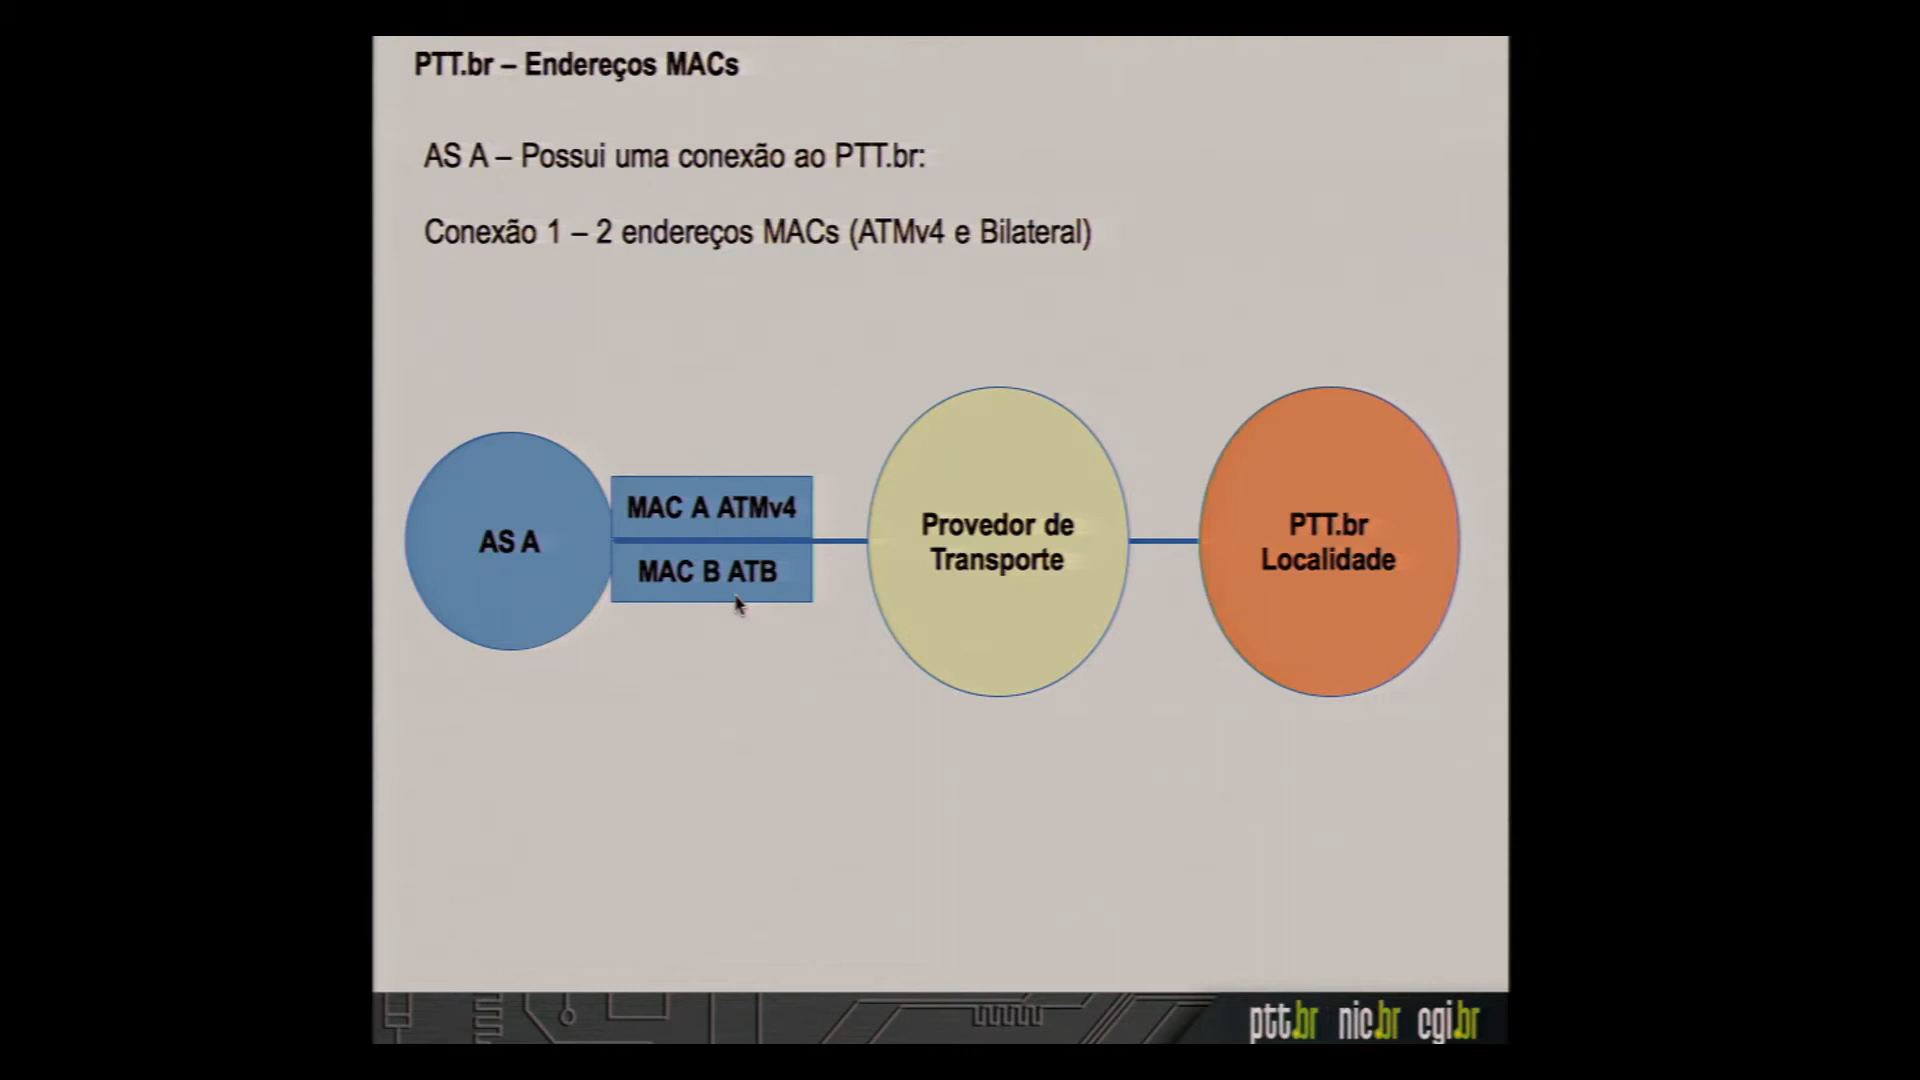 PTT.br – Endereços MACs
AS A – Possui uma conexão ao PTT.br:
Conexão 1 – 2 endereços MACs (ATMv4 e Bilateral)
AS A
MAC A ATMv4
MAC B ATB
Provedor de
Transporte
PTT.br
Localidade
ptt.br nic.br cgi.br